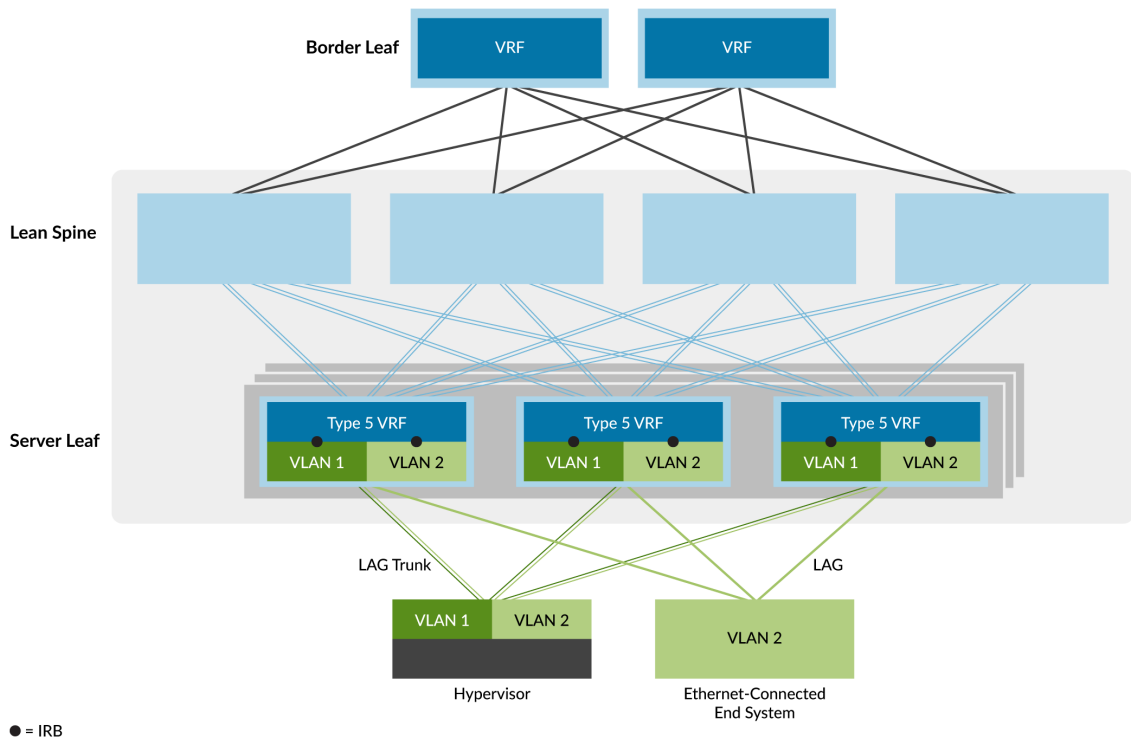 Border Leaf
VRF
VRF
Lean Spine
Server Leaf
Type 5 VRF
VLAN 1
VLAN 2
Type 5 VRF
VLAN 1
VLAN 2
Type 5 VRF
VLAN 1
VLAN 2
LAG Trunk
LAG
VLAN 1
VLAN 2
Hypervisor
VLAN 2
Ethernet-Connected
End System
= IRB